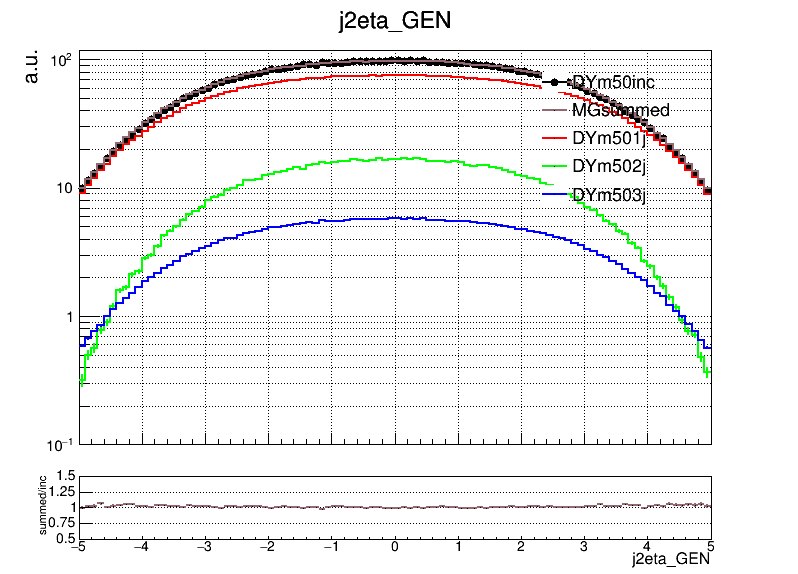 j2eta_GEN
a.u.
10²
10
1
10⁻¹
DYm50inc
MGsummed
DYm501j
DYm502j
DYm503j
summed/inc
1.5
1.25
1
0.75
0.5
−5 −4 −3 −2 −1 0 1 2 3 4 5
j2eta_GEN